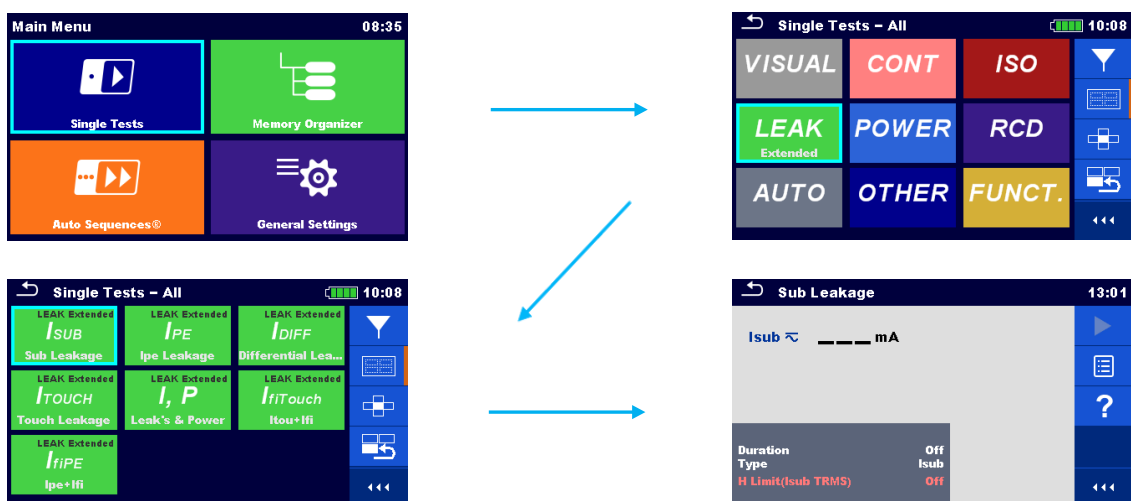 Main Menu 08:35
Single Tests Memory Organizer
Auto Sequences® General Settings
Single Tests – All 10:08
VISUAL CONT ISO
LEAK POWER RCD
Extended
AUTO OTHER FUNCT.
Single Tests – All 10:08
LEAK Extended LEAK Extended LEAK Extended
ISUB IPE IDIFF
Sub Leakage Ipe Leakage Differential Lea...
LEAK Extended LEAK Extended LEAK Extended
ITOUCH I, P IfiTouch
Touch Leakage Leak's & Power Itou+Ifi
LEAK Extended
IfiPE
Ipe+Ifi
Sub Leakage 13:01
Isub ⏦ _ _ _ mA
?
Duration Off
Type Isub
H Limit(Isub TRMS) Off